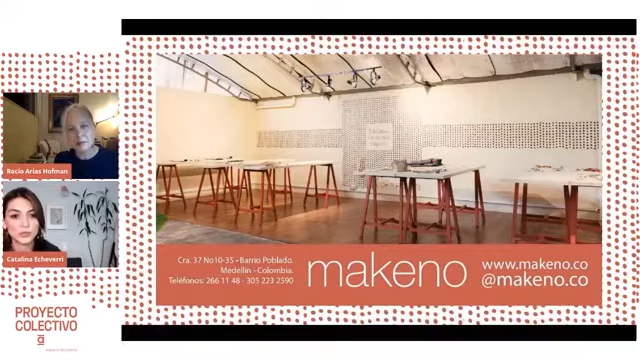 Rocío Arias Hofman
Catalina Echeverri
PROYECTO
COLECTIVO
Cra. 37 No10-35 - Barrio Poblado.
Medellín - Colombia.
Teléfonos: 266 11 48 - 305 223 2590
makeno
www.makeno.co
@makeno.co